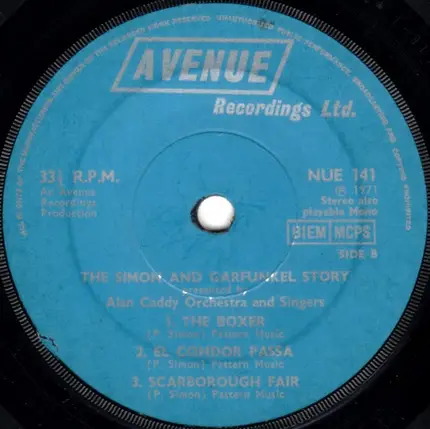 AVENUE
Recordings Ltd.
33⅓ R.P.M.
An Avenue
Recordings
Production
NUE 141
℗ 1971
Stereo also
playable Mono
BIEM MCPS
SIDE B
THE SIMON AND GARFUNKEL STORY
presented by
Alan Caddy Orchestra and Singers
1. THE BOXER
(P. Simon) Pattern Music
2. EL CONDOR PASSA
(P. Simon) Pattern Music
3. SCARBOROUGH FAIR
(P. Simon) Pattern Music